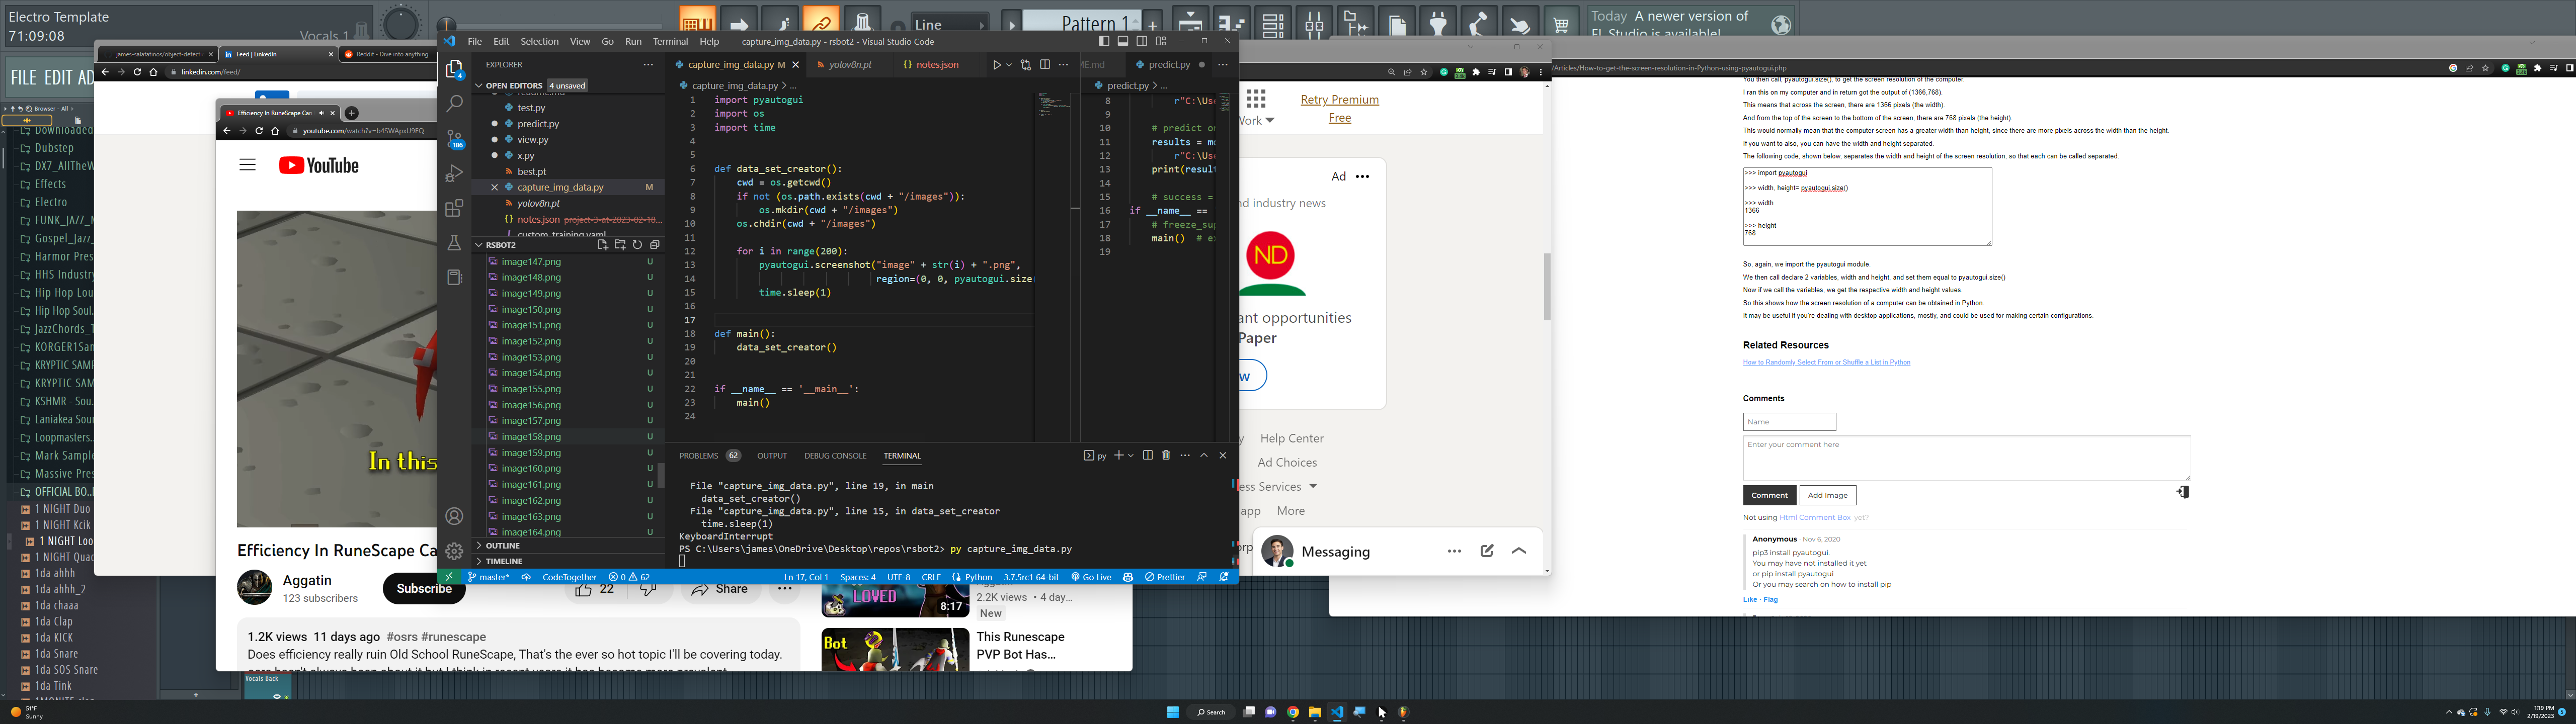 Electro Template
71:09:08
Vocals 1
Line
Pattern 1
Today A newer version of
FL Studio is available!
FILE EDIT AD
Browser - All
Downloaded
Dubstep
DX7_AllTheW
Effects
Electro
FUNK_JAZZ_M
Gospel_Jazz_
Harmor Pres
HHS Industry
Hip Hop Lou
Hip Hop Soul.
JazzChords_T
KORGER1San
KRYPTIC SAMP
KRYPTIC SAM
KSHMR - Sou.
Laniakea Soun
Loopmasters.
Mark Sample
Massive Pres
OFFICIAL BO..
1 NIGHT Duo
1 NIGHT Kcik
1 NIGHT Loo
1 NIGHT Quad
1da ahhh
1da ahhh_2
1da chaaa
1da Clap
1da KICK
1da Snare
1da SOS Snare
1da Tink
Vocals Back
james-salafatinos/object-detecti
Feed | LinkedIn
Reddit - Dive into anything
linkedin.com/feed/
Efficiency In RuneScape Can
youtube.com/watch?v=b4SWApxU9EQ
YouTube
In this
Efficiency In RuneScape Ca
Aggatin
123 subscribers
Subscribe
22
Share
1.2K views 11 days ago #osrs #runescape
Does efficiency really ruin Old School RuneScape, That's the ever so hot topic I'll be covering today.
LOVED
8:17
2.2K views • 4 day...
New
Bot
This Runescape
PVP Bot Has...
File Edit Selection View Go Run Terminal Help
capture_img_data.py - rsbot2 - Visual Studio Code
EXPLORER
OPEN EDITORS 4 unsaved
test.py
predict.py
view.py
x.py
best.pt
capture_img_data.py M
yolov8n.pt
notes.json project-3-at-2023-02-18...
custom_training.yaml
RSBOT2
image147.png U
image148.png U
image149.png U
image150.png U
image151.png U
image152.png U
image153.png U
image154.png U
image155.png U
image156.png U
image157.png U
image158.png U
image159.png U
image160.png U
image161.png U
image162.png U
image163.png U
image164.png U
OUTLINE
TIMELINE
4
186
capture_img_data.py M
yolov8n.pt
notes.json
capture_img_data.py > ...
1 import pyautogui
2 import os
3 import time
4
5
6 def data_set_creator():
7 cwd = os.getcwd()
8 if not (os.path.exists(cwd + "/images")):
9 os.mkdir(cwd + "/images")
10 os.chdir(cwd + "/images")
11
12 for i in range(200):
13 pyautogui.screenshot("image" + str(i) + ".png",
14 region=(0, 0, pyautogui.size
15 time.sleep(1)
16
17
18 def main():
19 data_set_creator()
20
21
22 if __name__ == '__main__':
23 main()
24
ME.md
predict.py
predict.py > ...
8 r"C:\Use
9
10 # predict on
11 results = mo
12 r"C:\Use
13 print(result
14
15 # success =
16 if __name__ ==
17 # freeze_sup
18 main() # ex
19
PROBLEMS 62 OUTPUT DEBUG CONSOLE TERMINAL
py
File "capture_img_data.py", line 19, in main
data_set_creator()
File "capture_img_data.py", line 15, in data_set_creator
time.sleep(1)
KeyboardInterrupt
PS C:\Users\james\OneDrive\Desktop\repos\rsbot2> py capture_img_data.py
master* CodeTogether 0 62
Ln 17, Col 1 Spaces: 4 UTF-8 CRLF Python 3.7.5rc1 64-bit Go Live Prettier
Work
Retry Premium
Free
Ad
nd industry news
ND
ant opportunities
Paper
w
Help Center
Ad Choices
ess Services
app More
orp
Messaging
/Articles/How-to-get-the-screen-resolution-in-Python-using-pyautogui.php
You then call, pyautogui.size(), to get the screen resolution of the computer.
I ran this on my computer and in return got the output of (1366,768).
This means that across the screen, there are 1366 pixels (the width).
And from the top of the screen to the bottom of the screen, there are 768 pixels (the height).
This would normally mean that the computer screen has a greater width than height, since there are more pixels across the width than the height.
If you want to also, you can have the width and height separated.
The following code, shown below, separates the width and height of the screen resolution, so that each can be called separated.
>>> import pyautogui
>>> width, height= pyautogui.size()
>>> width
1366
>>> height
768
So, again, we import the pyautogui module.
We then call declare 2 variables, width and height, and set them equal to pyautogui.size()
Now if we call the variables, we get the respective width and height values.
So this shows how the screen resolution of a computer can be obtained in Python.
It may be useful if you're dealing with desktop applications, mostly, and could be used for making certain configurations.
Related Resources
How to Randomly Select From or Shuffle a List in Python
Comments
Name
Enter your comment here
Comment
Add Image
Not using Html Comment Box yet?
Anonymous · Nov 6, 2020
pip3 install pyautogui.
You may have not installed it yet
or pip install pyautogui
Or you may search on how to install pip
Like · Flag
51°F
Sunny
Search
1:19 PM
2/19/2023